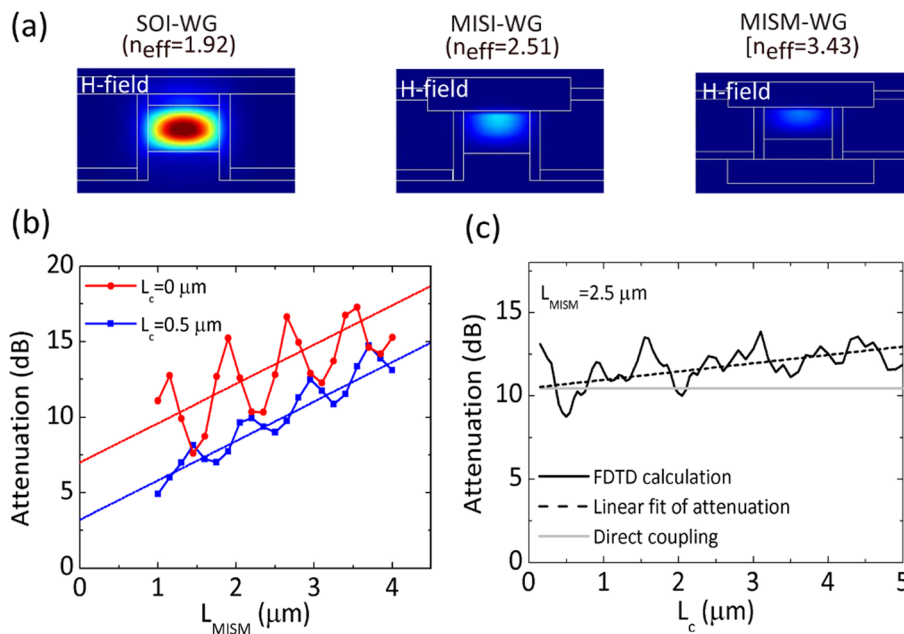 (a)
SOI-WG
(neff=1.92)
MISI-WG
(neff=2.51)
MISM-WG
[neff=3.43)
H-field
H-field
H-field
(b)
20
15
10
5
0
Attenuation (dB)
Lc=0 μm
Lc=0.5 μm
0 1 2 3 4
LMISM (μm)
(c)
15
10
5
0
Attenuation (dB)
LMISM=2.5 μm
FDTD calculation
Linear fit of attenuation
Direct coupling
0 1 2 3 4 5
Lc (μm)